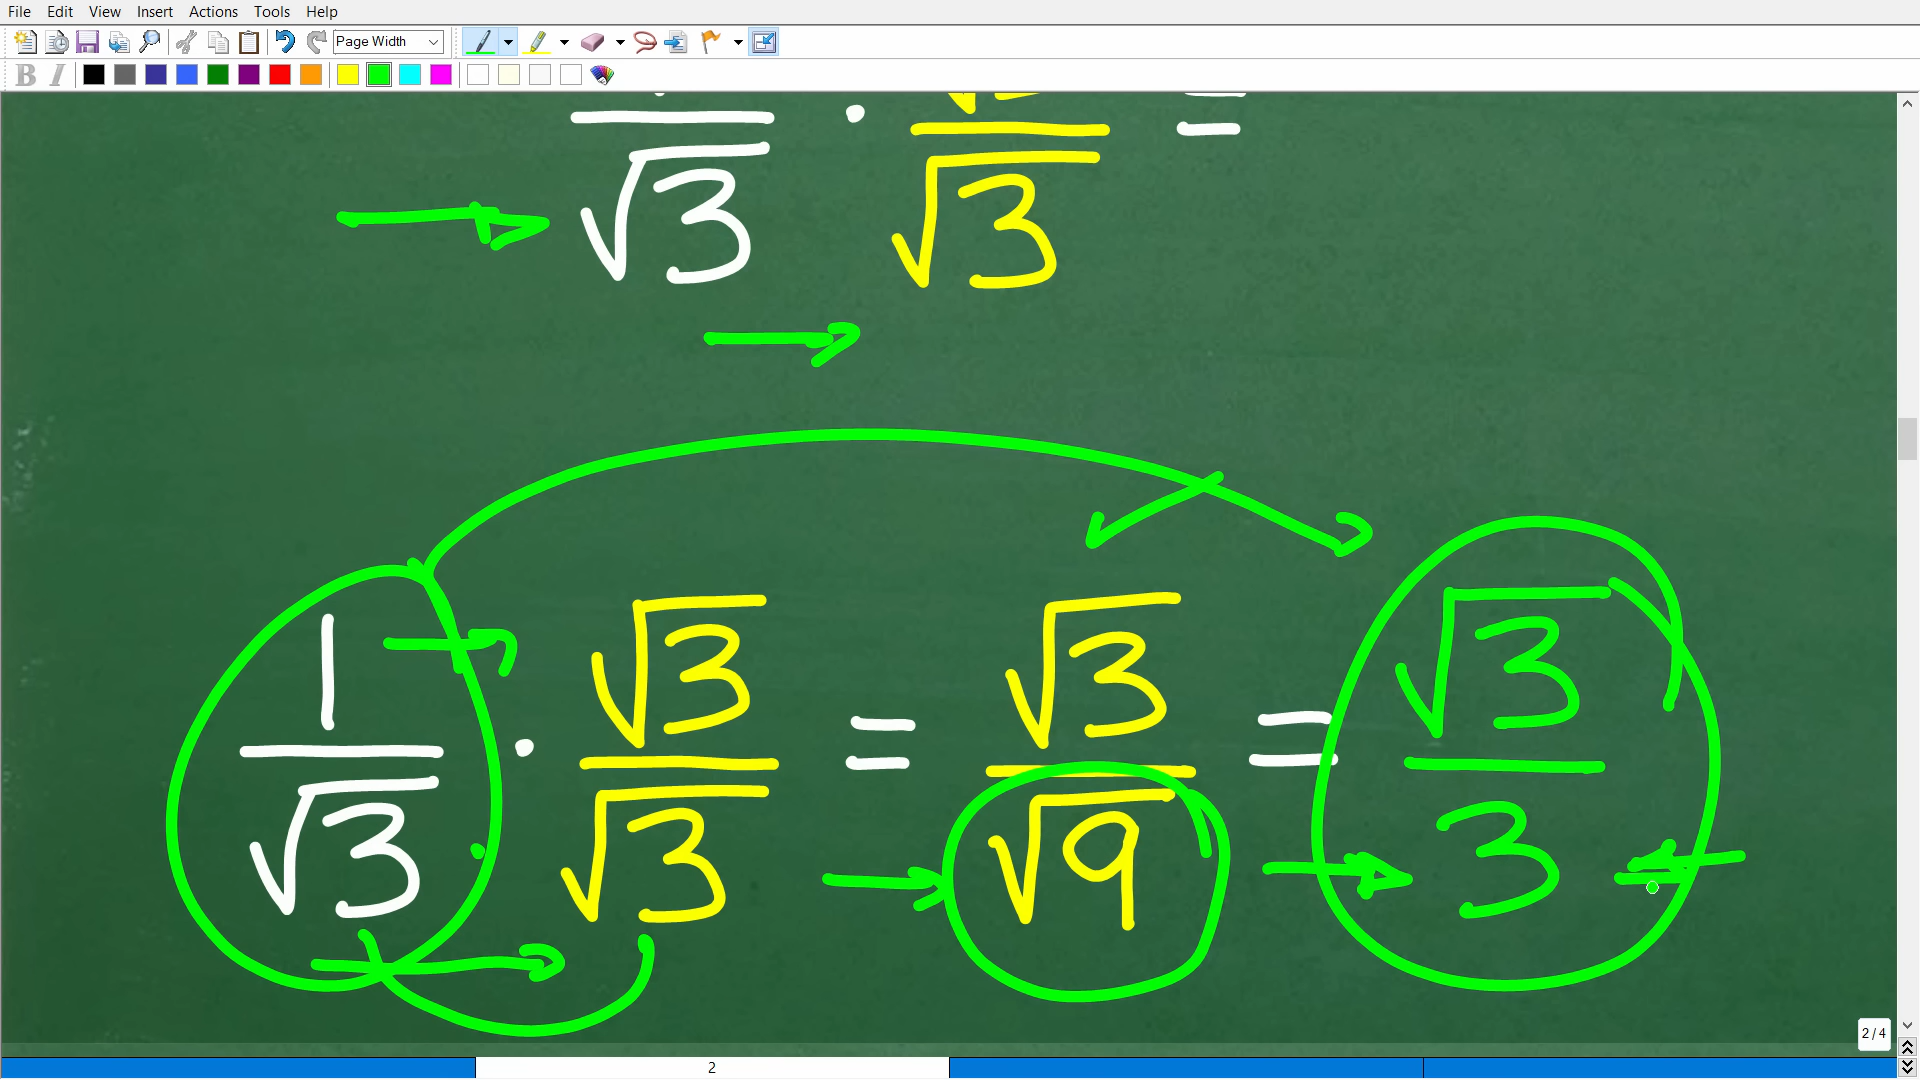 File Edit View Insert Actions Tools Help
Page Width
B I
√3 · √3 =
1/√3 · √3/√3 = √3/√9 = √3/3
2 / 4
2